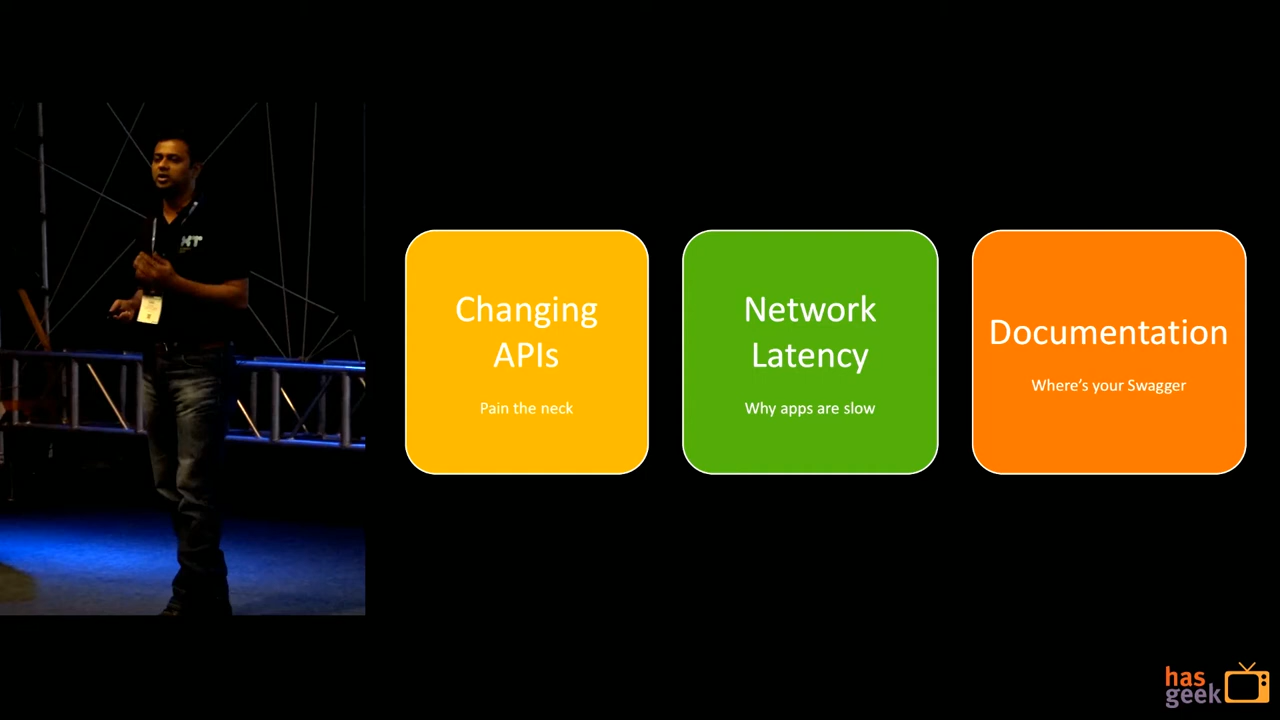 Changing
APIs
Pain the neck
Network
Latency
Why apps are slow
Documentation
Where's your Swagger
has
geek